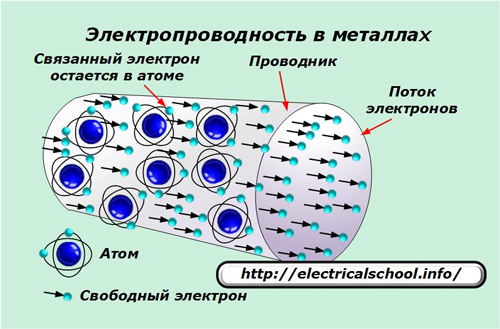 Электропроводность в металлах
Связанный электрон
остается в атоме
Проводник
Поток
электронов
Атом
http://electricalschool.info/
Свободный электрон